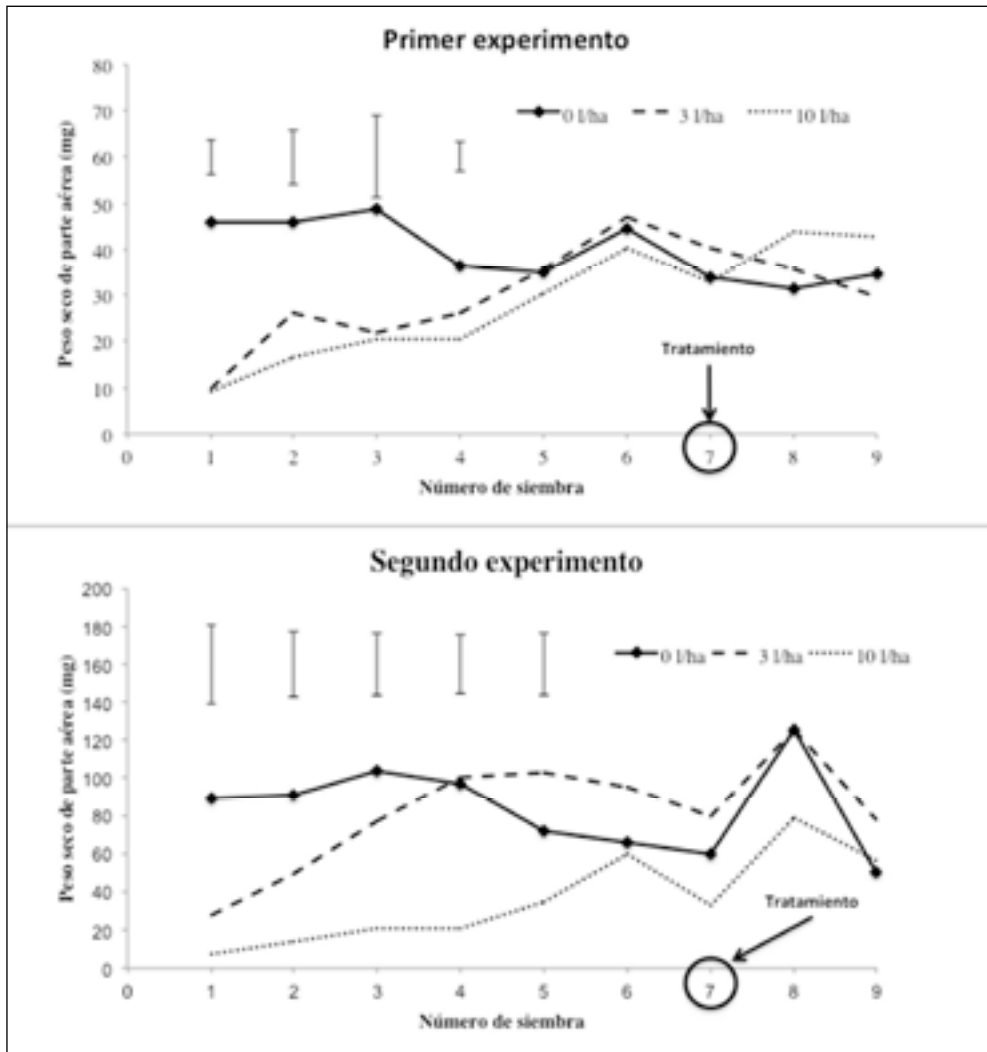 Primer experimento
80
70
60
50
40
30
20
10
0
Peso seco de parte aérea (mg)
0 l/ha 3 l/ha 10 l/ha
Tratamiento
0 1 2 3 4 5 6 7 8 9
Número de siembra
Segundo experimento
200
180
160
140
120
100
80
60
40
20
0
Peso seco de parte aérea (mg)
0 l/ha 3 l/ha 10 l/ha
Tratamiento
0 1 2 3 4 5 6 7 8 9
Número de siembra